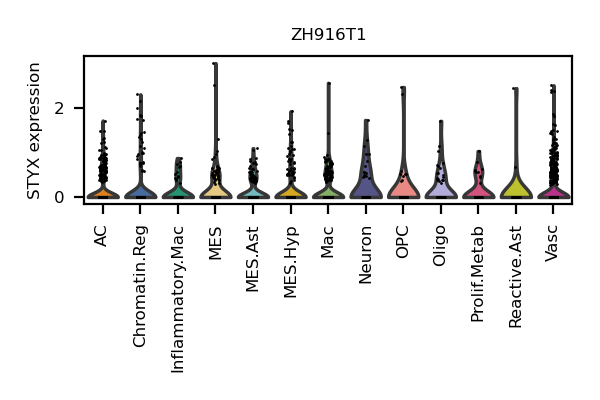 ZH916T1
STYX expression
2
0
AC
Chromatin.Reg
Inflammatory.Mac
MES
MES.Ast
MES.Hyp
Mac
Neuron
OPC
Oligo
Prolif.Metab
Reactive.Ast
Vasc